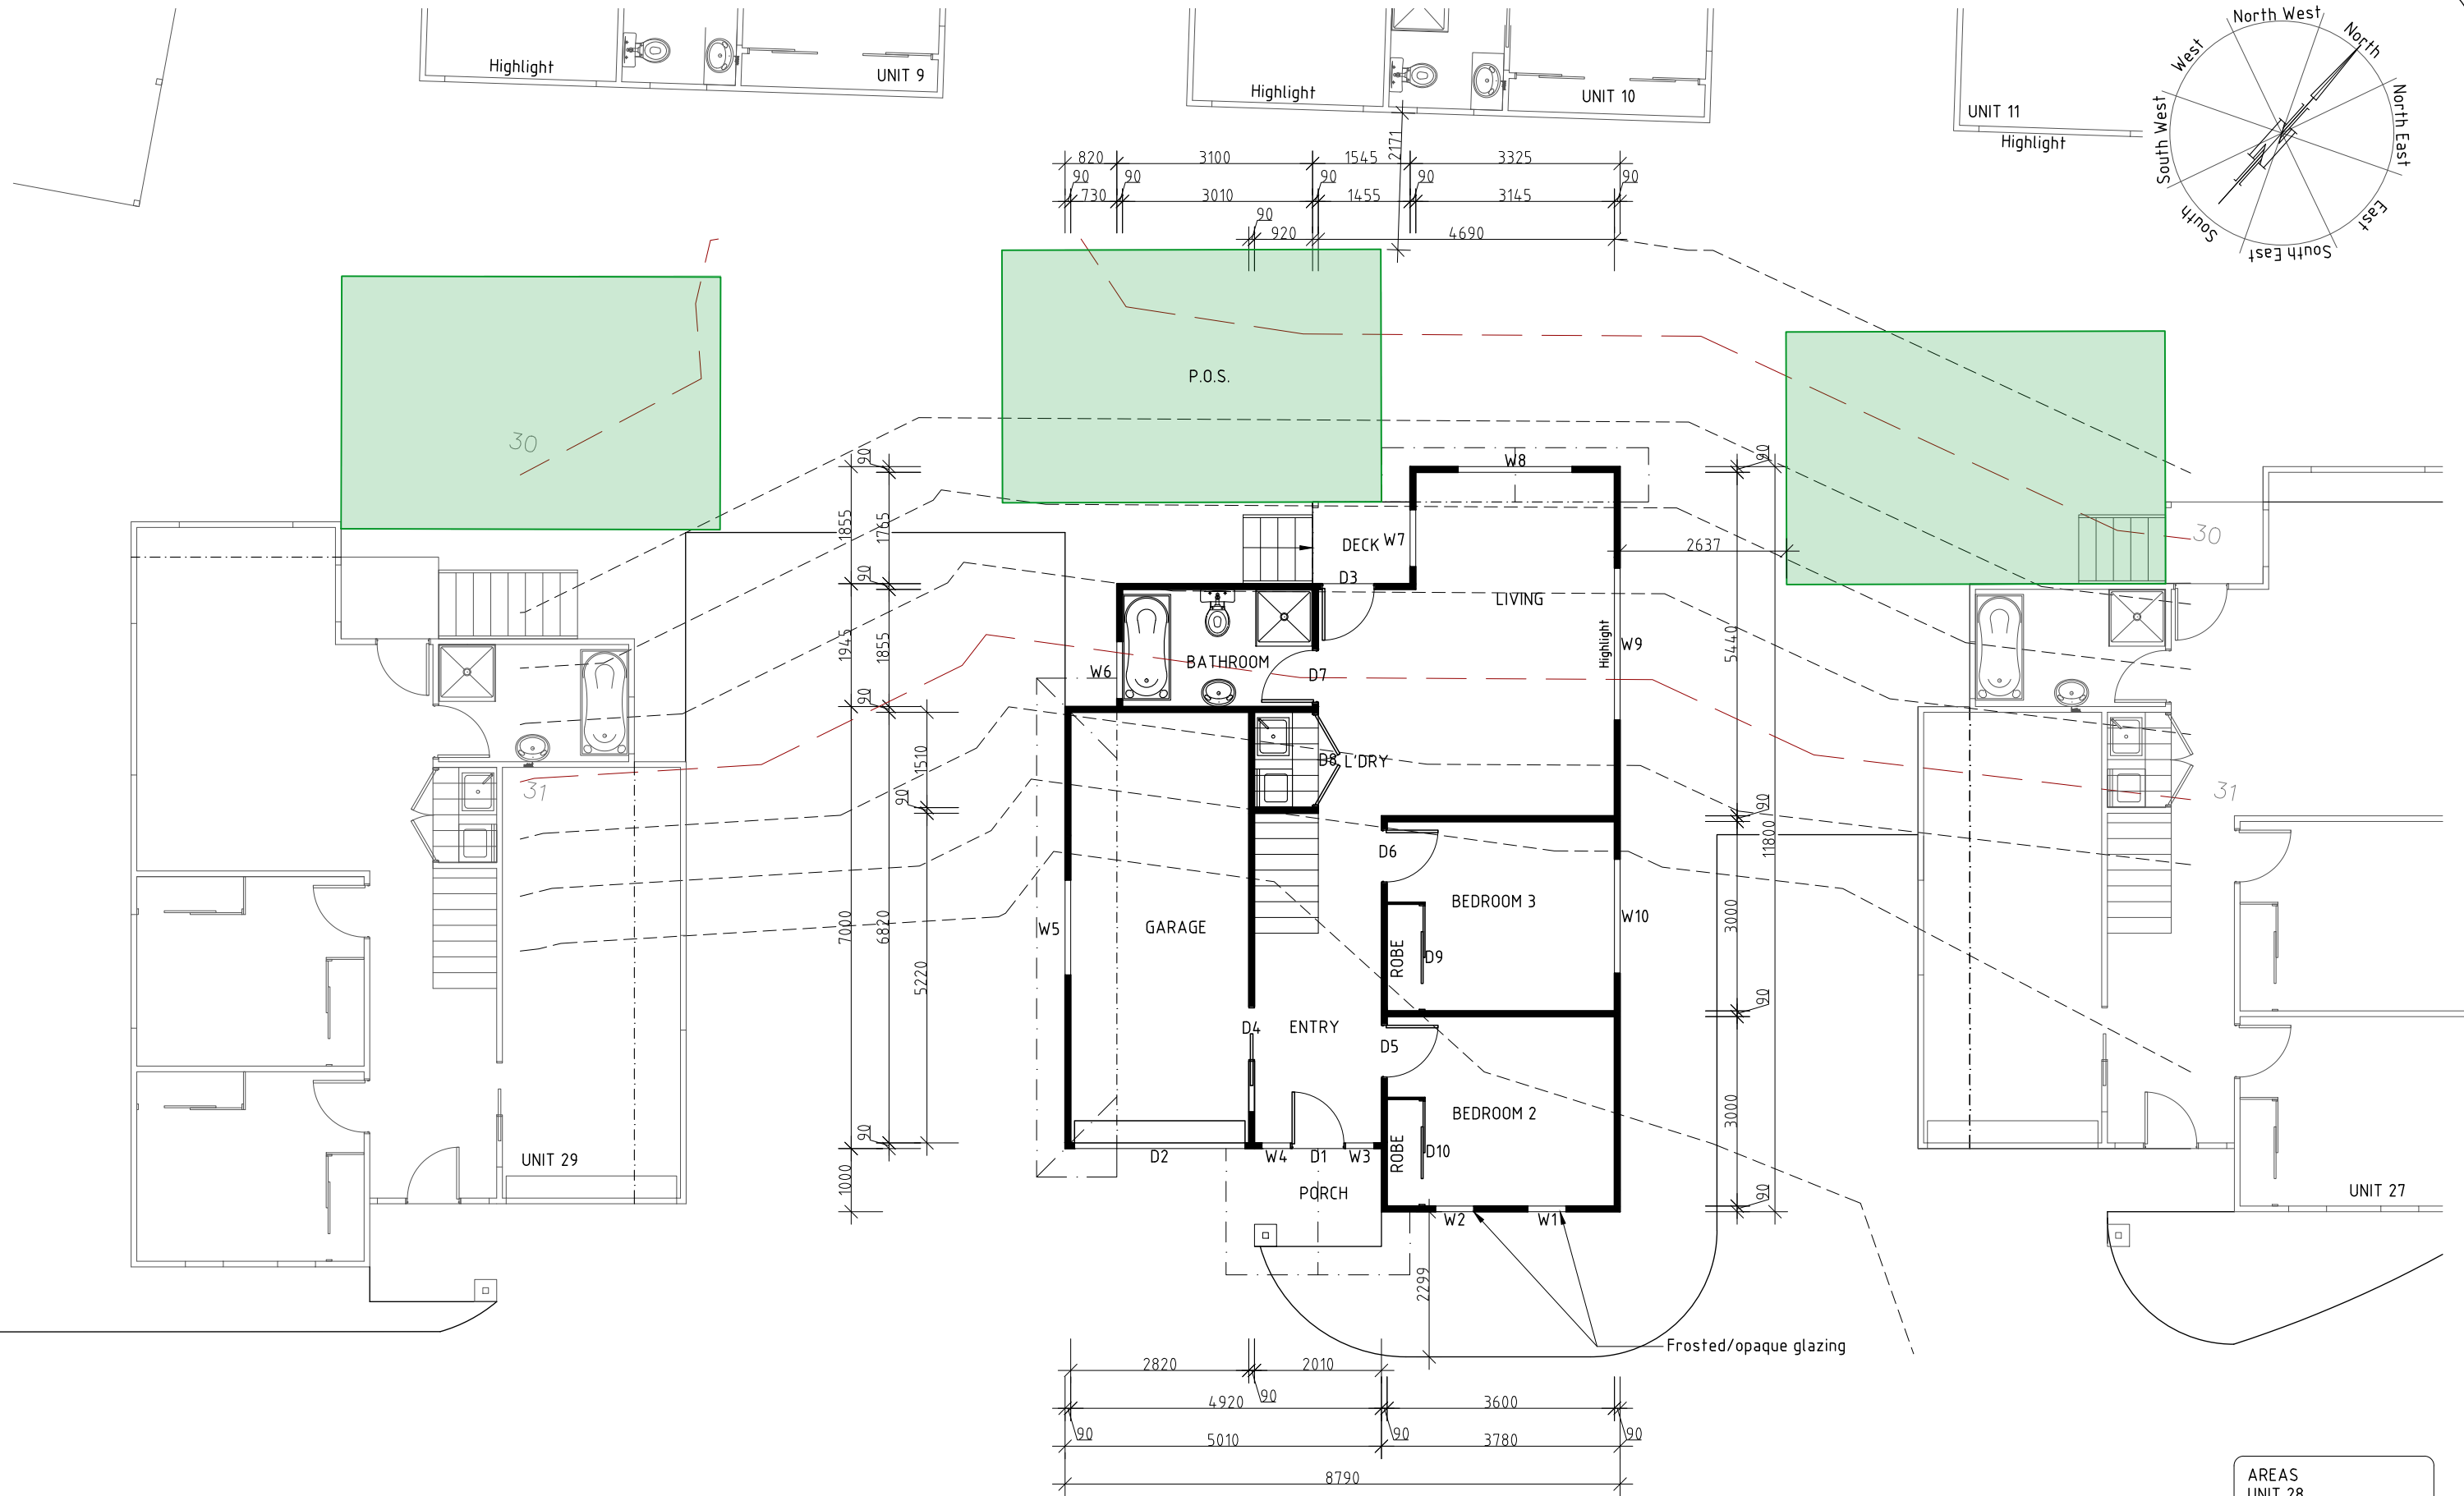 North West
North
North East
East
South East
South
South West
West
Highlight
UNIT 9
Highlight
UNIT 10
UNIT 11
Highlight
2171
820
3100
1545
3325
90
90
90
90
90
730
3010
1455
3145
90
920
4690
P.O.S.
30
30
31
31
90
1855
1765
90
1945
1855
90
1510
90
7000
6820
5220
90
1000
W8
DECK
W7
D3
LIVING
2637
Highlight
W9
W6
BATHROOM
D7
D8
L'DRY
D6
BEDROOM 3
W10
W5
GARAGE
ROBE
D9
D4
ENTRY
D5
BEDROOM 2
ROBE
D10
D2
W4
D1
W3
PORCH
W2
W1
90
5440
90
11800
3000
90
3000
90
UNIT 29
UNIT 27
2299
Frosted/opaque glazing
2820
2010
90
4920
3600
90
90
90
5010
3780
8790
AREAS
UNIT 28